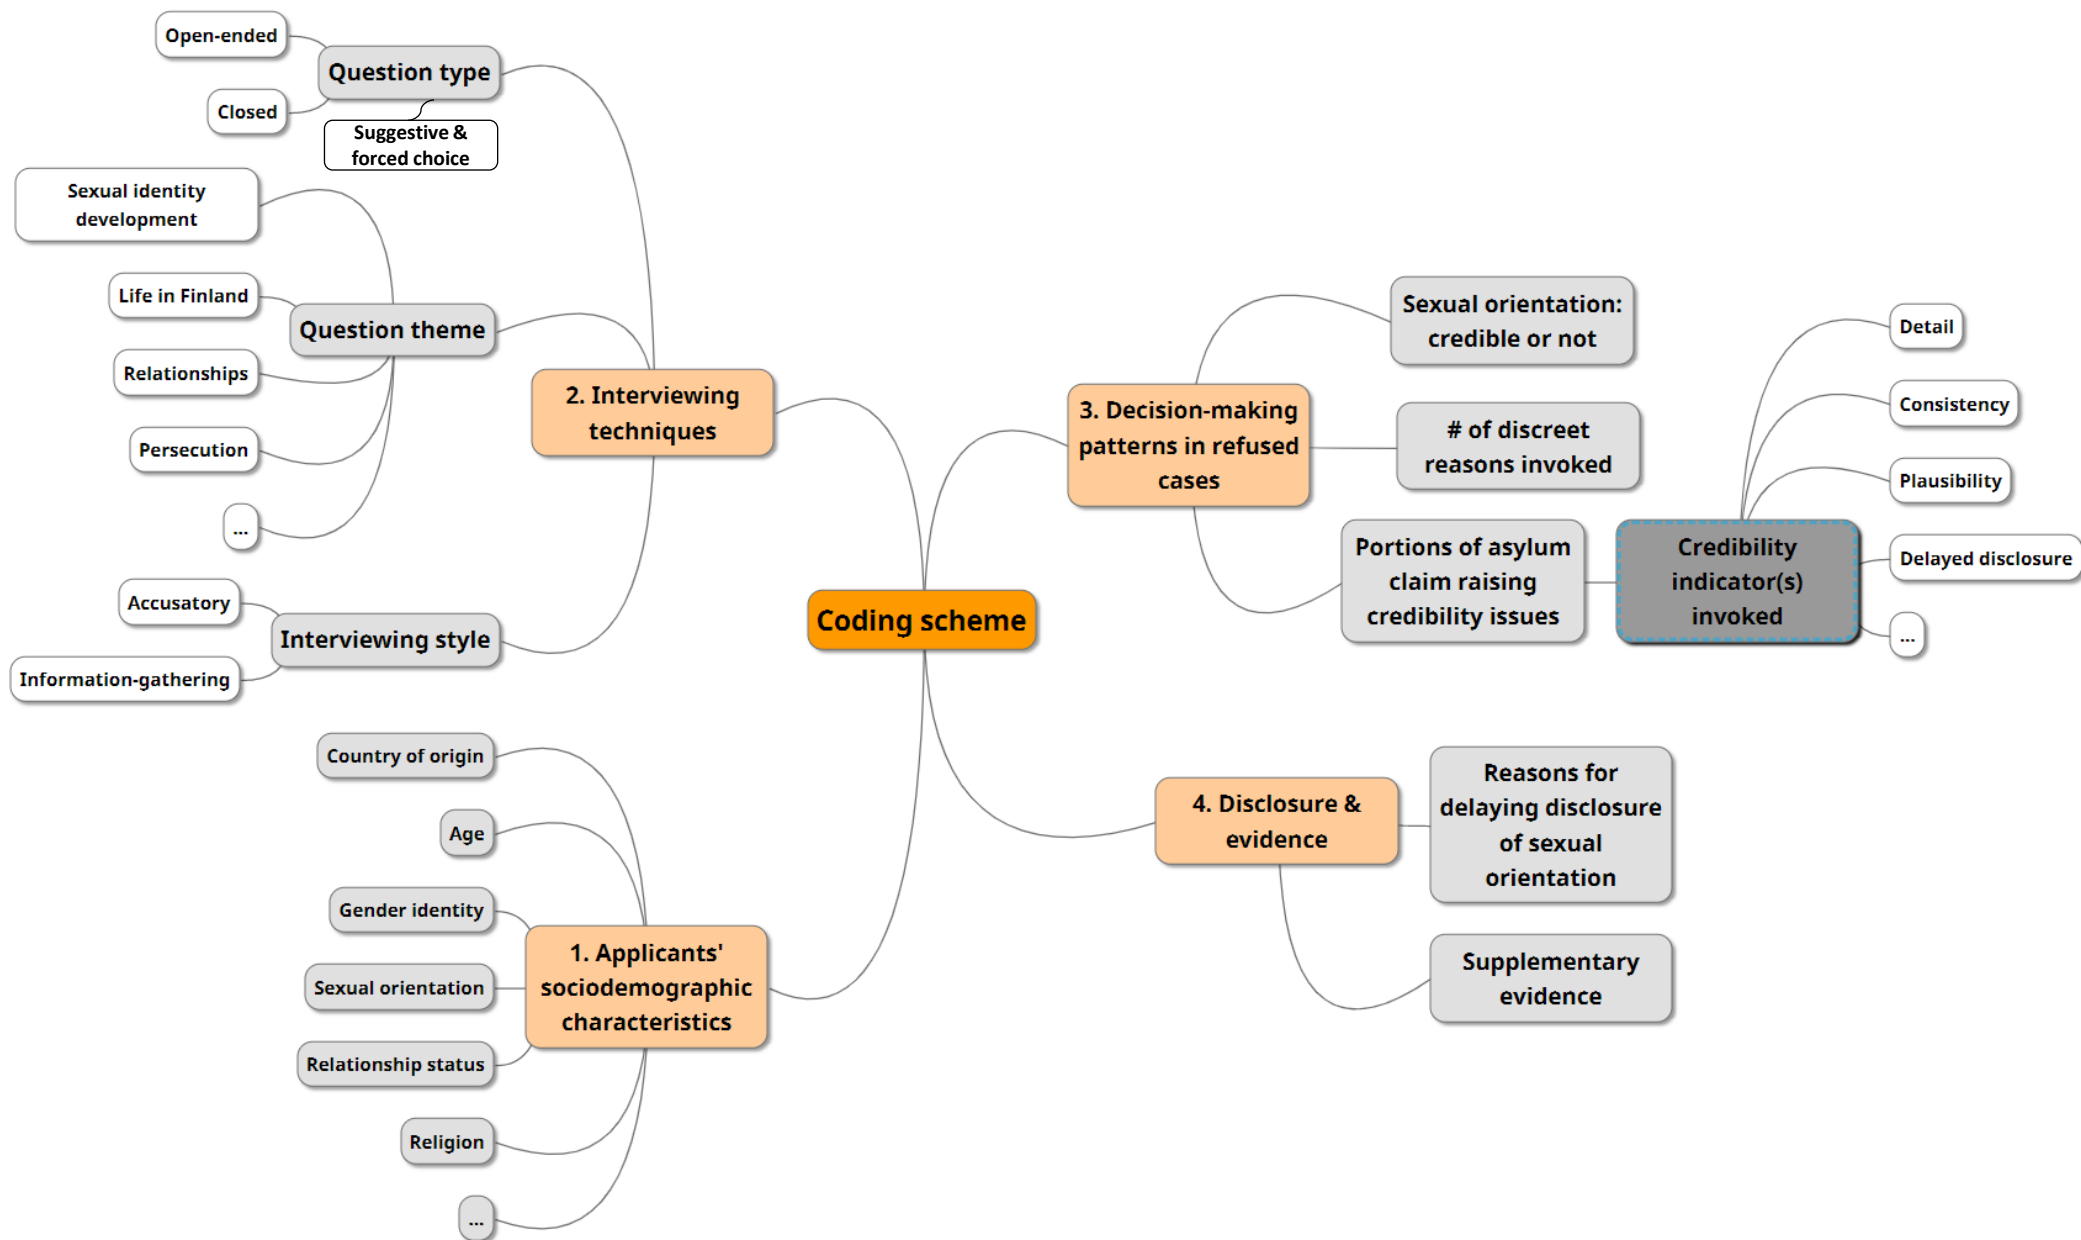 Open-ended
Question type
Closed
Suggestive &
forced choice
Sexual identity
development
Life in Finland
Question theme
Relationships
Persecution
...
Accusatory
Interviewing style
Information-gathering
2. Interviewing
techniques
Coding scheme
Country of origin
Age
Gender identity
Sexual orientation
Relationship status
Religion
...
1. Applicants'
sociodemographic
characteristics
3. Decision-making
patterns in refused
cases
Sexual orientation:
credible or not
# of discreet
reasons invoked
Portions of asylum
claim raising
credibility issues
Credibility
indicator(s)
invoked
Detail
Consistency
Plausibility
Delayed disclosure
...
4. Disclosure &
evidence
Reasons for
delaying disclosure
of sexual
orientation
Supplementary
evidence